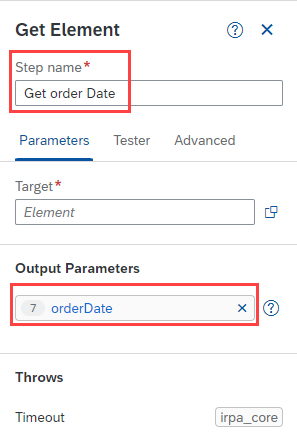 Get Element
Step name*
Get order Date
Parameters Tester Advanced
Target*
Element
Output Parameters
7 orderDate
Throws
Timeout irpa_core